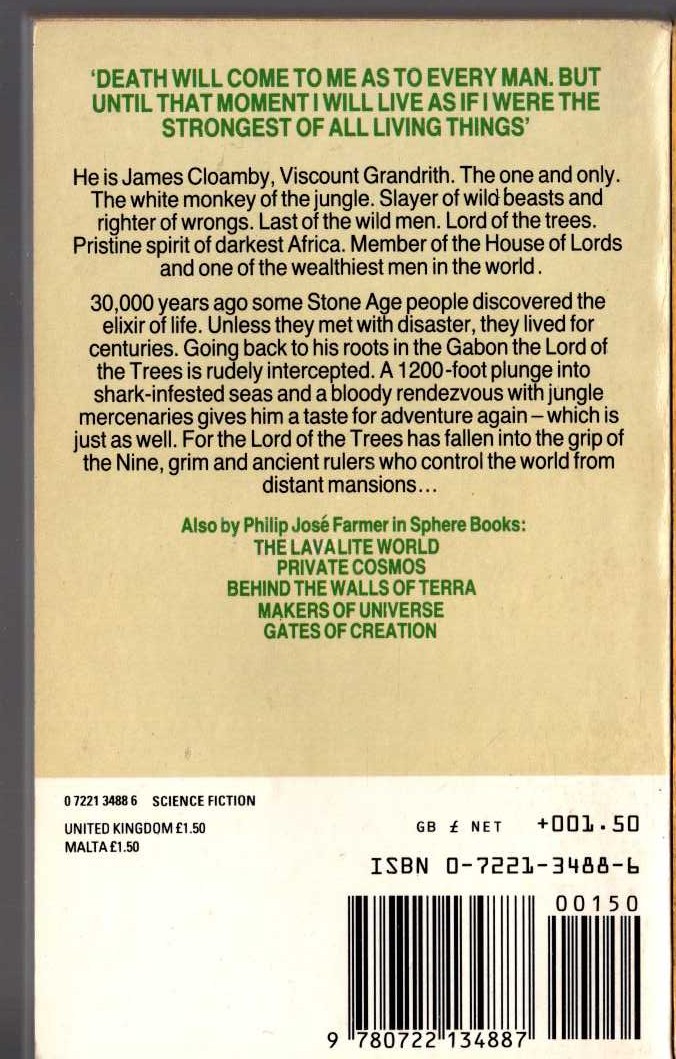 ‘DEATH WILL COME TO ME AS TO EVERY MAN. BUT
UNTIL THAT MOMENT I WILL LIVE AS IF I WERE THE
STRONGEST OF ALL LIVING THINGS’
He is James Cloamby, Viscount Grandrith. The one and only.
The white monkey of the jungle. Slayer of wild beasts and
righter of wrongs. Last of the wild men. Lord of the trees.
Pristine spirit of darkest Africa. Member of the House of Lords
and one of the wealthiest men in the world.
30,000 years ago some Stone Age people discovered the
elixir of life. Unless they met with disaster, they lived for
centuries. Going back to his roots in the Gabon the Lord of
the Trees is rudely intercepted. A 1200-foot plunge into
shark-infested seas and a bloody rendezvous with jungle
mercenaries gives him a taste for adventure again – which is
just as well. For the Lord of the Trees has fallen into the grip of
the Nine, grim and ancient rulers who control the world from
distant mansions...
Also by Philip José Farmer in Sphere Books:
THE LAVALITE WORLD
PRIVATE COSMOS
BEHIND THE WALLS OF TERRA
MAKERS OF UNIVERSE
GATES OF CREATION
0 7221 3488 6 SCIENCE FICTION
UNITED KINGDOM £1.50
MALTA £1.50
GB £ NET +001.50
ISBN 0-7221-3488-6
00150
9 780722 134887